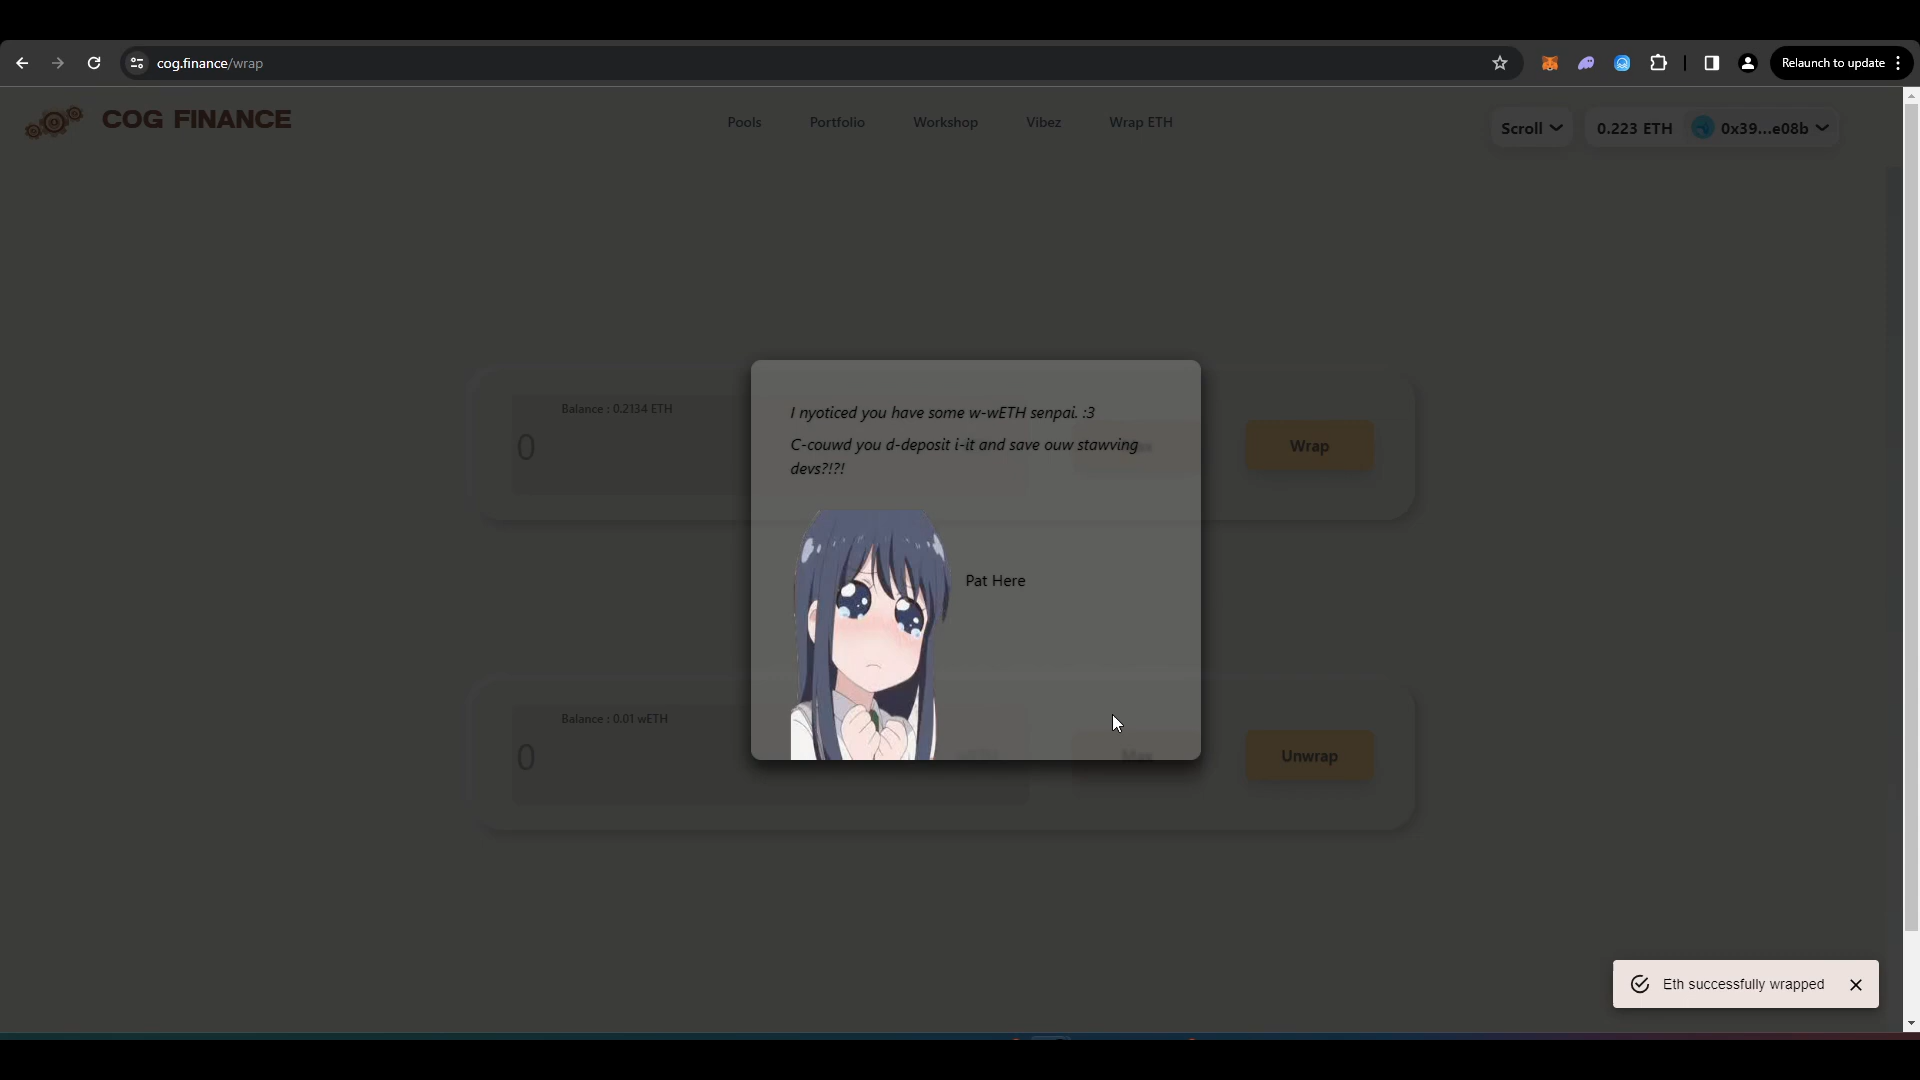 cog.finance/wrap
Relaunch to update
COG FINANCE
Pools
Portfolio
Workshop
Vibez
Wrap ETH
Scroll
0.223 ETH
0x39...e08b
Balance : 0.2134 ETH
0
Wrap
I nyoticed you have some w-wETH senpai. :3
C-couwd you d-deposit i-it and save ouw stawving
devs?!?!
Pat Here
Balance : 0.01 wETH
0
Max
Unwrap
Eth successfully wrapped